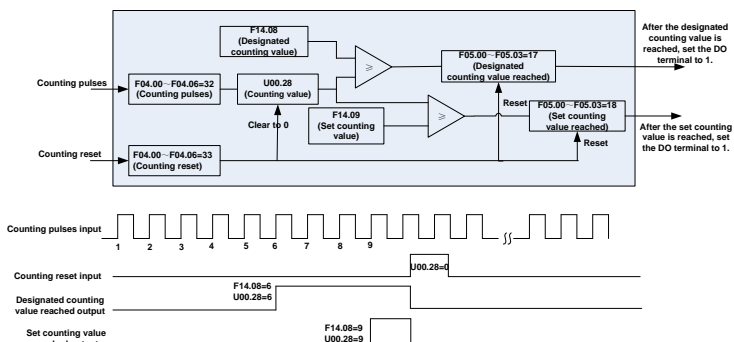 F14.08
(Designated
counting value)
After the designated
counting value is
reached, set the DO
terminal to 1.
F05.00～F05.03=17
(Designated
counting value reached)
≥
Counting pulses
F04.00～F04.06=32
(Counting pulses)
U00.28
(Counting value)
Reset
F05.00～F05.03=18
(Set counting
value reached)
F14.09
(Set counting
value)
≥
Clear to 0
After the set counting
value is reached, set
the DO terminal to 1.
Reset
Counting reset
F04.00～F04.06=33
(Counting reset)
Counting pulses input
1 2 3 4 5 6 7 8 9
Counting reset input
U00.28=0
F14.08=6
U00.28=6
Designated counting
value reached output
F14.08=9
U00.28=9
Set counting value